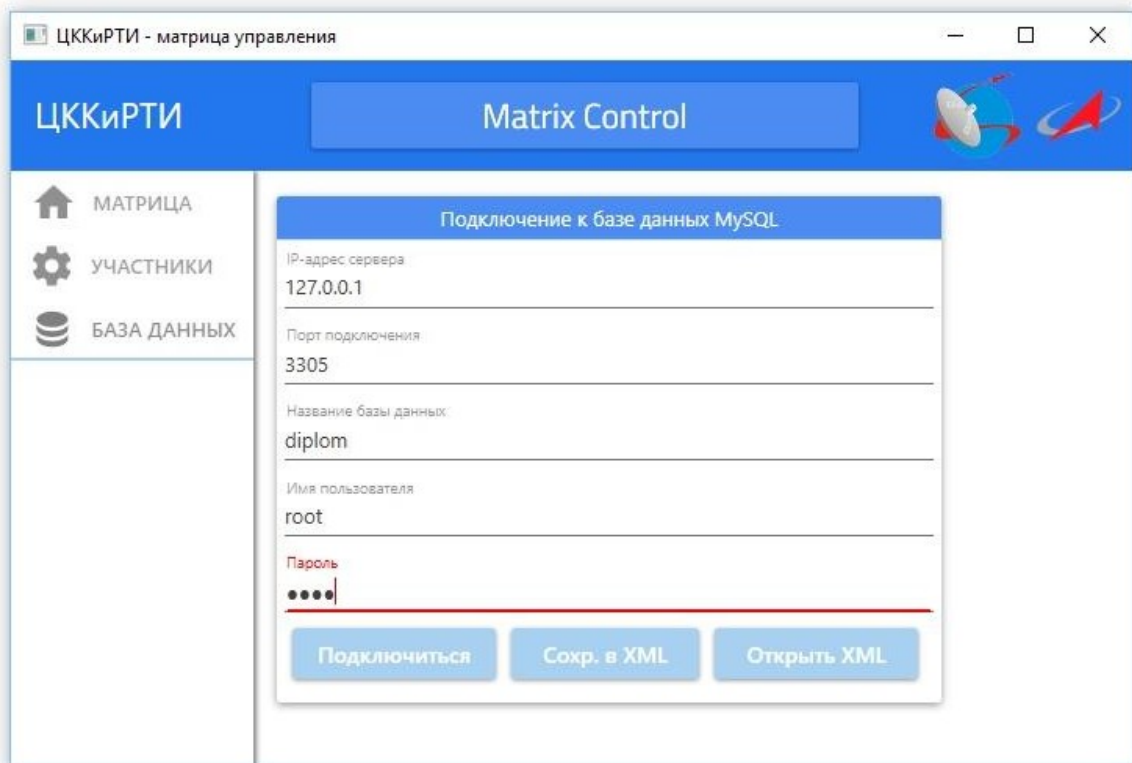 ЦККиРТИ - матрица управления
ЦККиРТИ
Matrix Control
МАТРИЦА
УЧАСТНИКИ
БАЗА ДАННЫХ
Подключение к базе данных MySQL
IP-адрес сервера
127.0.0.1
Порт подключения
3305
Название базы данных
diplom
Имя пользователя
root
Пароль
••••
Подключиться
Сохр. в XML
Открыть XML